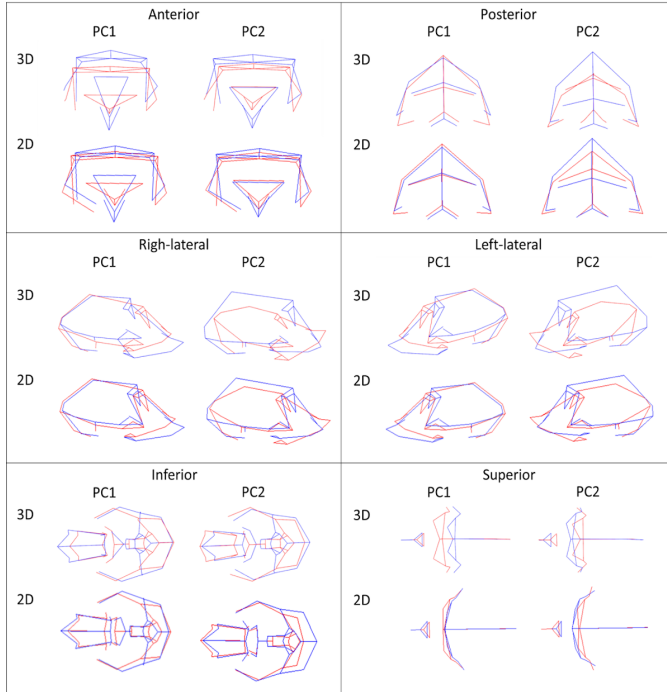 Anterior
PC1 PC2
3D
2D
Posterior
PC1 PC2
3D
2D
Righ-lateral
PC1 PC2
3D
2D
Left-lateral
PC1 PC2
3D
2D
Inferior
PC1 PC2
3D
2D
Superior
PC1 PC2
3D
2D